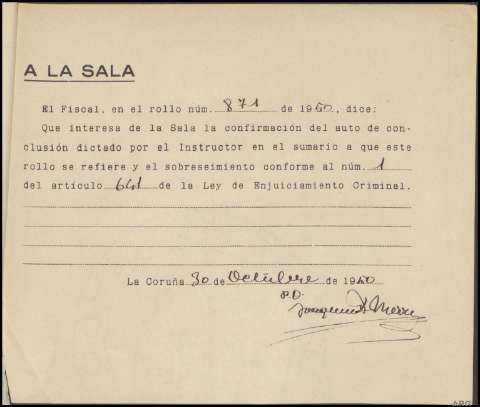 A LA SALA
El Fiscal, en el rollo núm. 871 de 1960, dice:
Que interesa de la Sala la confirmación del auto de con-
clusión dictado por el Instructor en el sumario a que este
rollo se refiere y el sobreseimiento conforme al núm. 1
del artículo 641 de la Ley de Enjuiciamiento Criminal.
La Coruña 30 de Octubre de 1960
P.O.